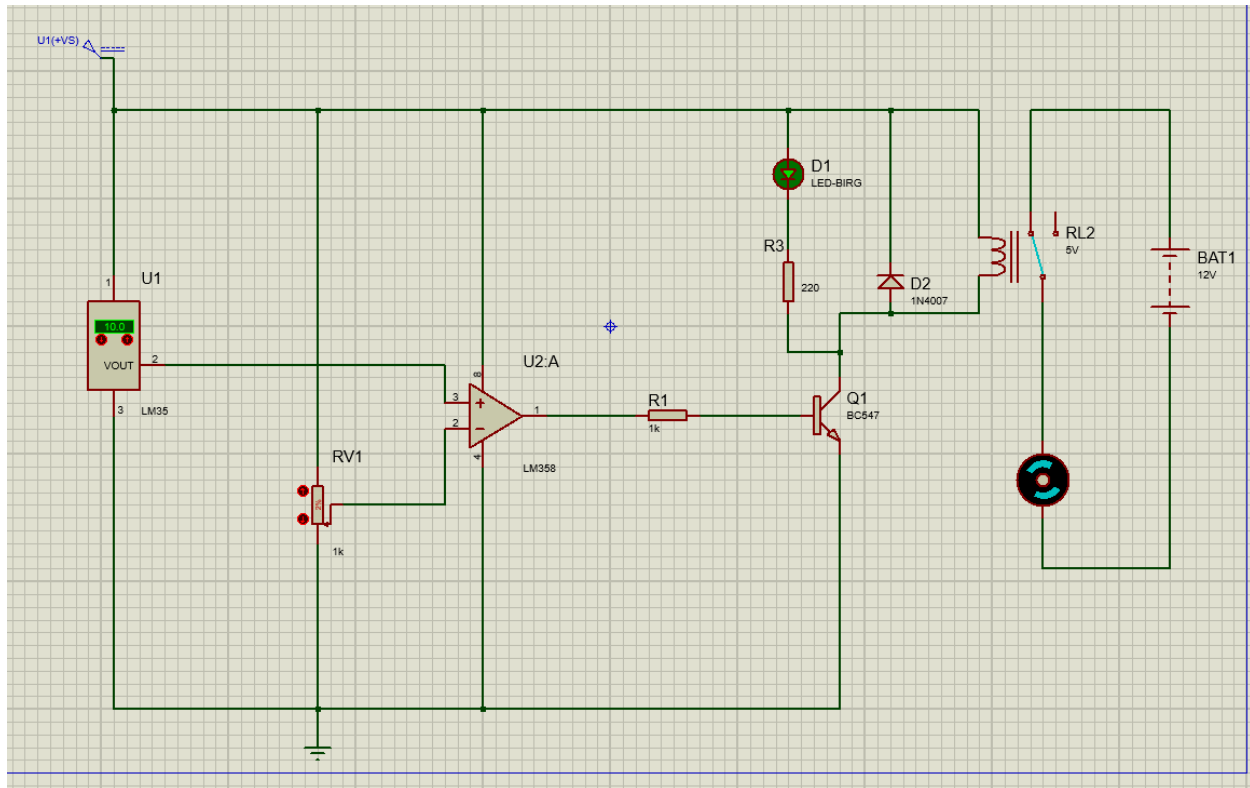 U1(+VS)
D1
LED-BIRG
R3
220
D2
1N4007
RL2
5V
BAT1
12V
1
U1
10.0
VOUT
2
3
LM35
U2:A
8
3
2
1
4
LM358
R1
1k
Q1
BC547
RV1
2%
1k